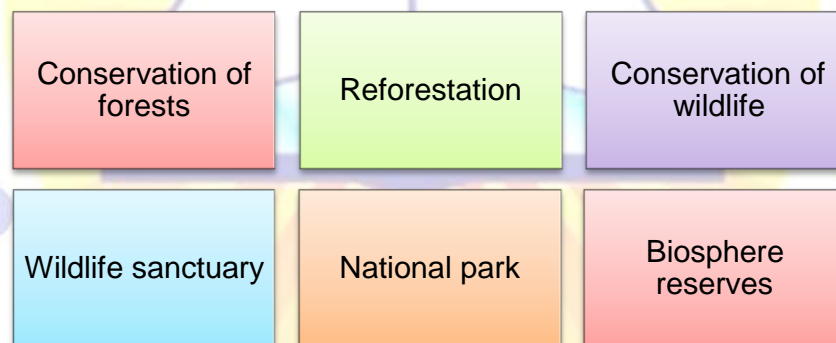 Conservation of
forests
Reforestation
Conservation of
wildlife
Wildlife sanctuary
National park
Biosphere
reserves